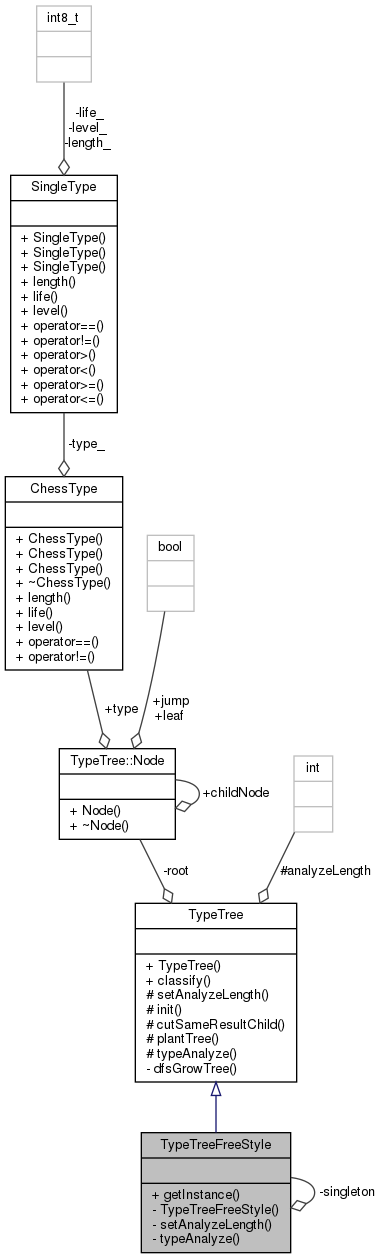 int8_t
-life_
-level_
-length_
SingleType
+ SingleType()
+ SingleType()
+ SingleType()
+ length()
+ life()
+ level()
+ operator==()
+ operator!=()
+ operator>()
+ operator<()
+ operator>=()
+ operator<=()
-type_
ChessType
+ ChessType()
+ ChessType()
+ ChessType()
+ ~ChessType()
+ length()
+ life()
+ level()
+ operator==()
+ operator!=()
bool
+type
+jump
+leaf
TypeTree::Node
+ Node()
+ ~Node()
+childNode
int
-root
#analyzeLength
TypeTree
+ TypeTree()
+ classify()
# setAnalyzeLength()
# init()
# cutSameResultChild()
# plantTree()
# typeAnalyze()
- dfsGrowTree()
TypeTreeFreeStyle
+ getInstance()
- TypeTreeFreeStyle()
- setAnalyzeLength()
- typeAnalyze()
-singleton